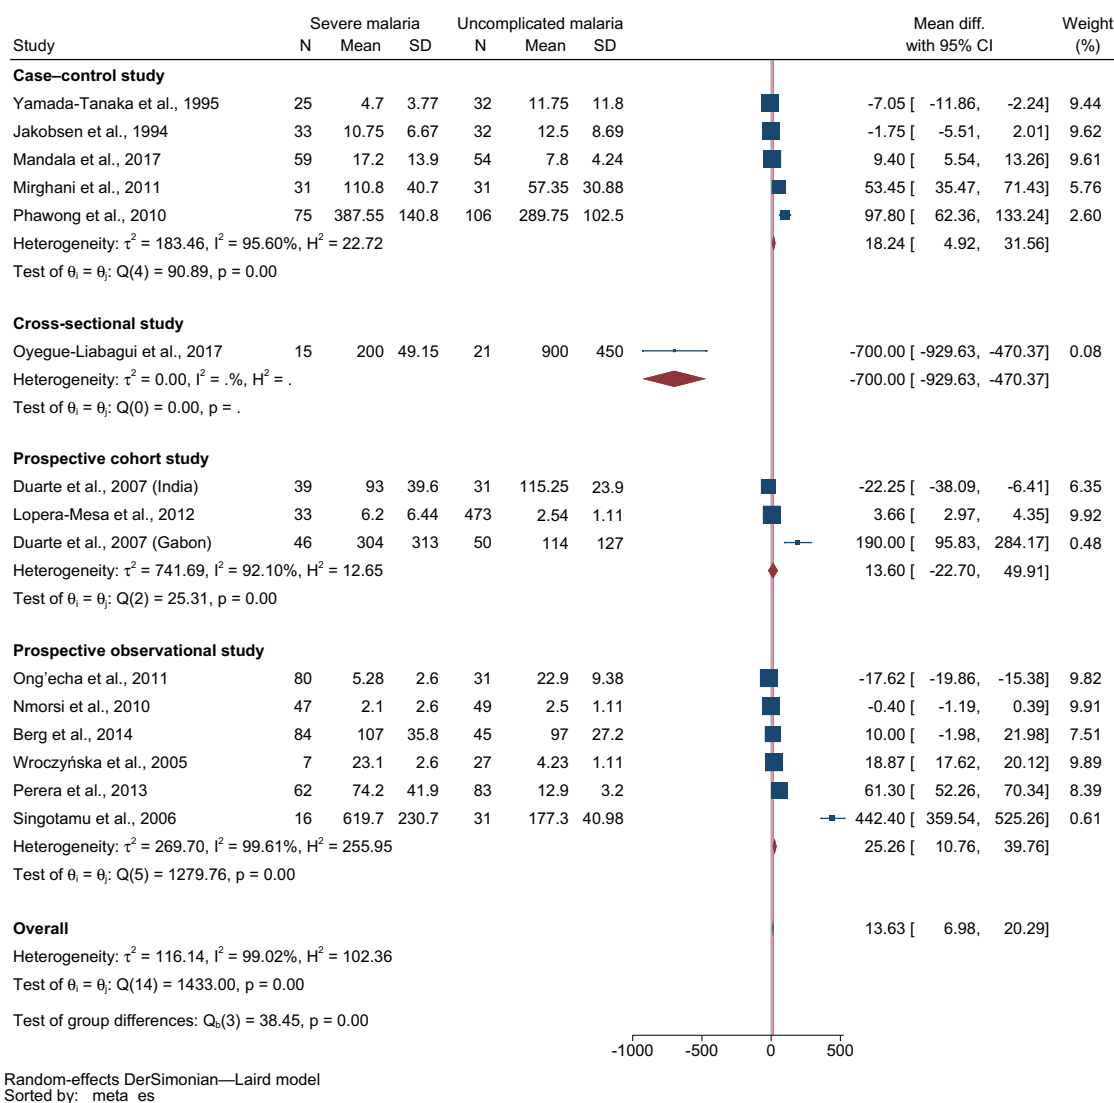 Severe malaria Uncomplicated malaria Mean diff. Weight
Study N Mean SD N Mean SD with 95% CI (%)
Case–control study
Yamada-Tanaka et al., 1995 25 4.7 3.77 32 11.75 11.8 -7.05 [ -11.86, -2.24] 9.44
Jakobsen et al., 1994 33 10.75 6.67 32 12.5 8.69 -1.75 [ -5.51, 2.01] 9.62
Mandala et al., 2017 59 17.2 13.9 54 7.8 4.24 9.40 [ 5.54, 13.26] 9.61
Mirghani et al., 2011 31 110.8 40.7 31 57.35 30.88 53.45 [ 35.47, 71.43] 5.76
Phawong et al., 2010 75 387.55 140.8 106 289.75 102.5 97.80 [ 62.36, 133.24] 2.60
Heterogeneity: τ² = 183.46, I² = 95.60%, H² = 22.72 18.24 [ 4.92, 31.56]
Test of θᵢ = θⱼ: Q(4) = 90.89, p = 0.00
Cross-sectional study
Oyegue-Liabagui et al., 2017 15 200 49.15 21 900 450 -700.00 [ -929.63, -470.37] 0.08
Heterogeneity: τ² = 0.00, I² = .%, H² = . -700.00 [ -929.63, -470.37]
Test of θᵢ = θⱼ: Q(0) = 0.00, p = .
Prospective cohort study
Duarte et al., 2007 (India) 39 93 39.6 31 115.25 23.9 -22.25 [ -38.09, -6.41] 6.35
Lopera-Mesa et al., 2012 33 6.2 6.44 473 2.54 1.11 3.66 [ 2.97, 4.35] 9.92
Duarte et al., 2007 (Gabon) 46 304 313 50 114 127 190.00 [ 95.83, 284.17] 0.48
Heterogeneity: τ² = 741.69, I² = 92.10%, H² = 12.65 13.60 [ -22.70, 49.91]
Test of θᵢ = θⱼ: Q(2) = 25.31, p = 0.00
Prospective observational study
Ong’echa et al., 2011 80 5.28 2.6 31 22.9 9.38 -17.62 [ -19.86, -15.38] 9.82
Nmorsi et al., 2010 47 2.1 2.6 49 2.5 1.11 -0.40 [ -1.19, 0.39] 9.91
Berg et al., 2014 84 107 35.8 45 97 27.2 10.00 [ -1.98, 21.98] 7.51
Wroczyńska et al., 2005 7 23.1 2.6 27 4.23 1.11 18.87 [ 17.62, 20.12] 9.89
Perera et al., 2013 62 74.2 41.9 83 12.9 3.2 61.30 [ 52.26, 70.34] 8.39
Singotamu et al., 2006 16 619.7 230.7 31 177.3 40.98 442.40 [ 359.54, 525.26] 0.61
Heterogeneity: τ² = 269.70, I² = 99.61%, H² = 255.95 25.26 [ 10.76, 39.76]
Test of θᵢ = θⱼ: Q(5) = 1279.76, p = 0.00
Overall 13.63 [ 6.98, 20.29]
Heterogeneity: τ² = 116.14, I² = 99.02%, H² = 102.36
Test of θᵢ = θⱼ: Q(14) = 1433.00, p = 0.00
Test of group differences: Q_b(3) = 38.45, p = 0.00
-1000 -500 0 500
Random-effects DerSimonian—Laird model
Sorted by: _meta_es